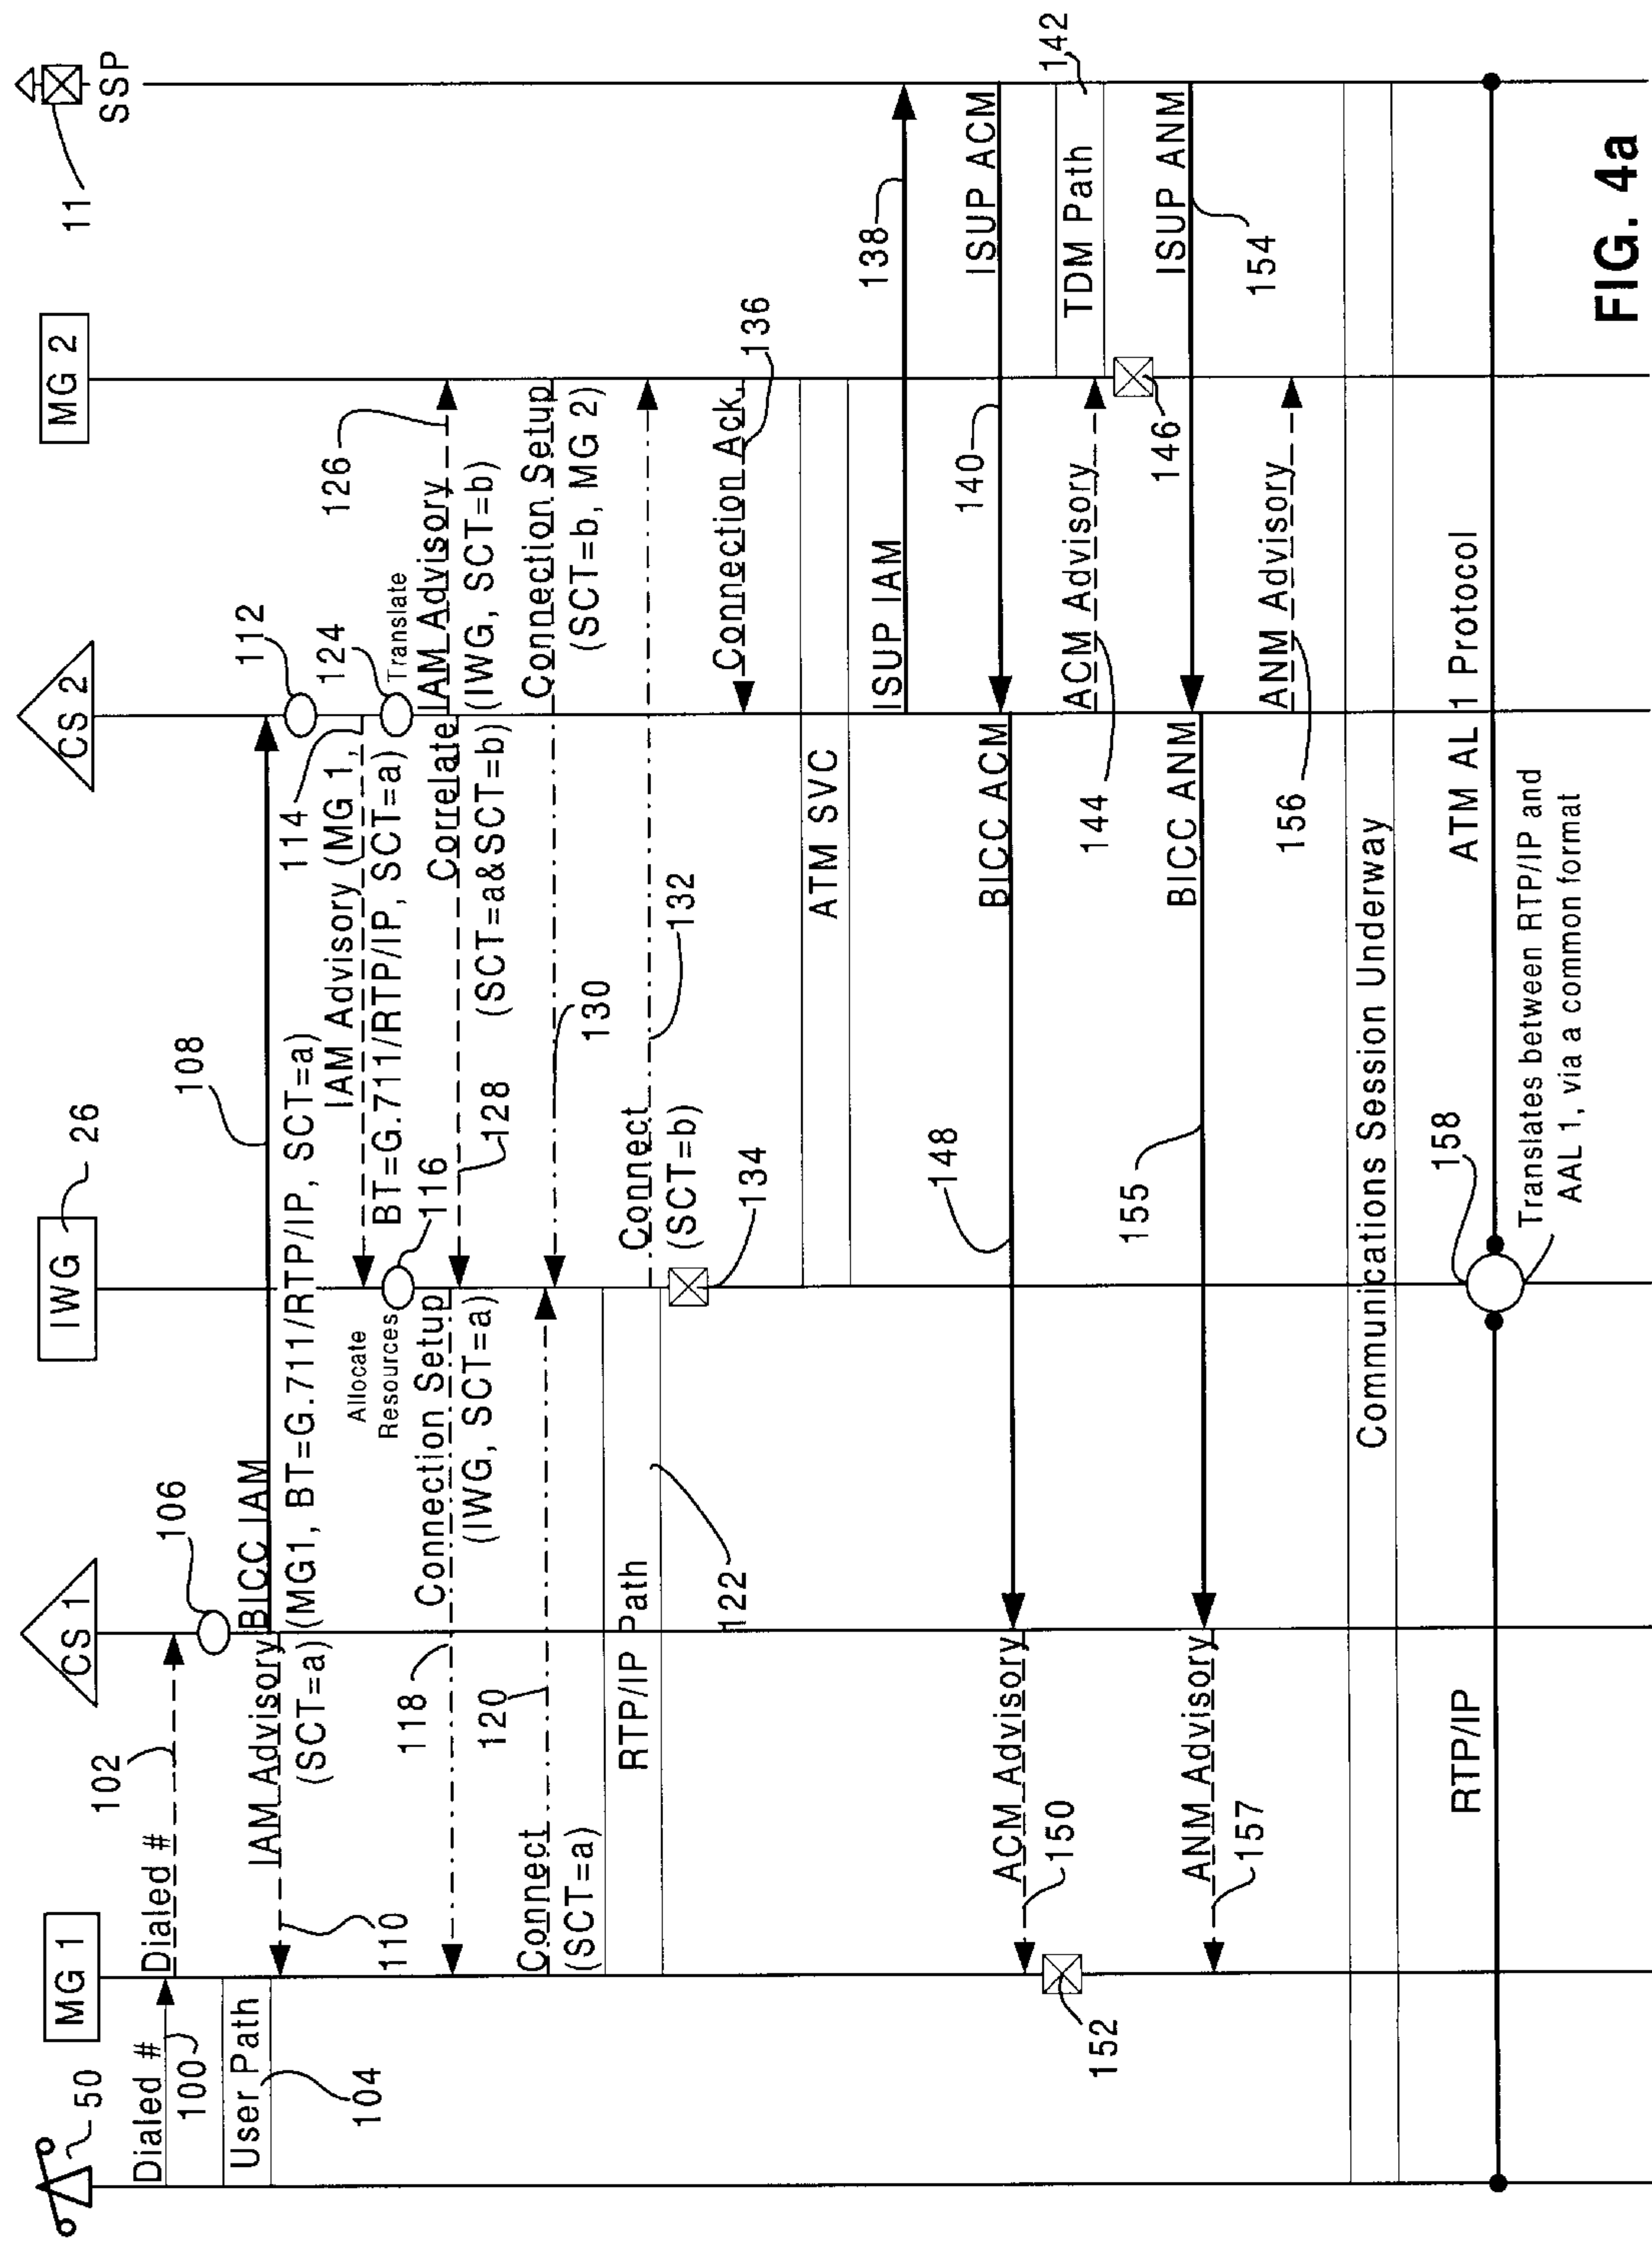 50
MG 1
CS 1
IWG
26
CS 2
MG 2
11
SSP
Dialed #
100
Dialed #
102
User Path
104
106
BICC IAM
108
(MG1, BT=G.711/RTP/IP, SCT=a)
IAM Advisory
(SCT=a)
110
112
114
IAM Advisory (MG 1,
BT=G.711/RTP/IP, SCT=a)
124
Translate
Allocate
Resources
116
Connection Setup
(IWG, SCT=a)
118
Correlate
(SCT=a&SCT=b)
128
IAM Advisory
(IWG, SCT=b)
126
Connect
(SCT=a)
120
Connection Setup
(SCT=b, MG 2)
130
RTP/IP Path
122
Connect
(SCT=b)
132
134
Connection Ack
136
ATM SVC
ISUP IAM
138
ISUP ACM
140
BICC ACM
148
ACM Advisory
150
152
TDM Path
142
ACM Advisory
144
146
ISUP ANM
154
BICC ANM
155
ANM Advisory
157
ANM Advisory
156
Communications Session Underway
RTP/IP
158
ATM AL 1 Protocol
Translates between RTP/IP and
AAL 1, via a common format
FIG. 4a